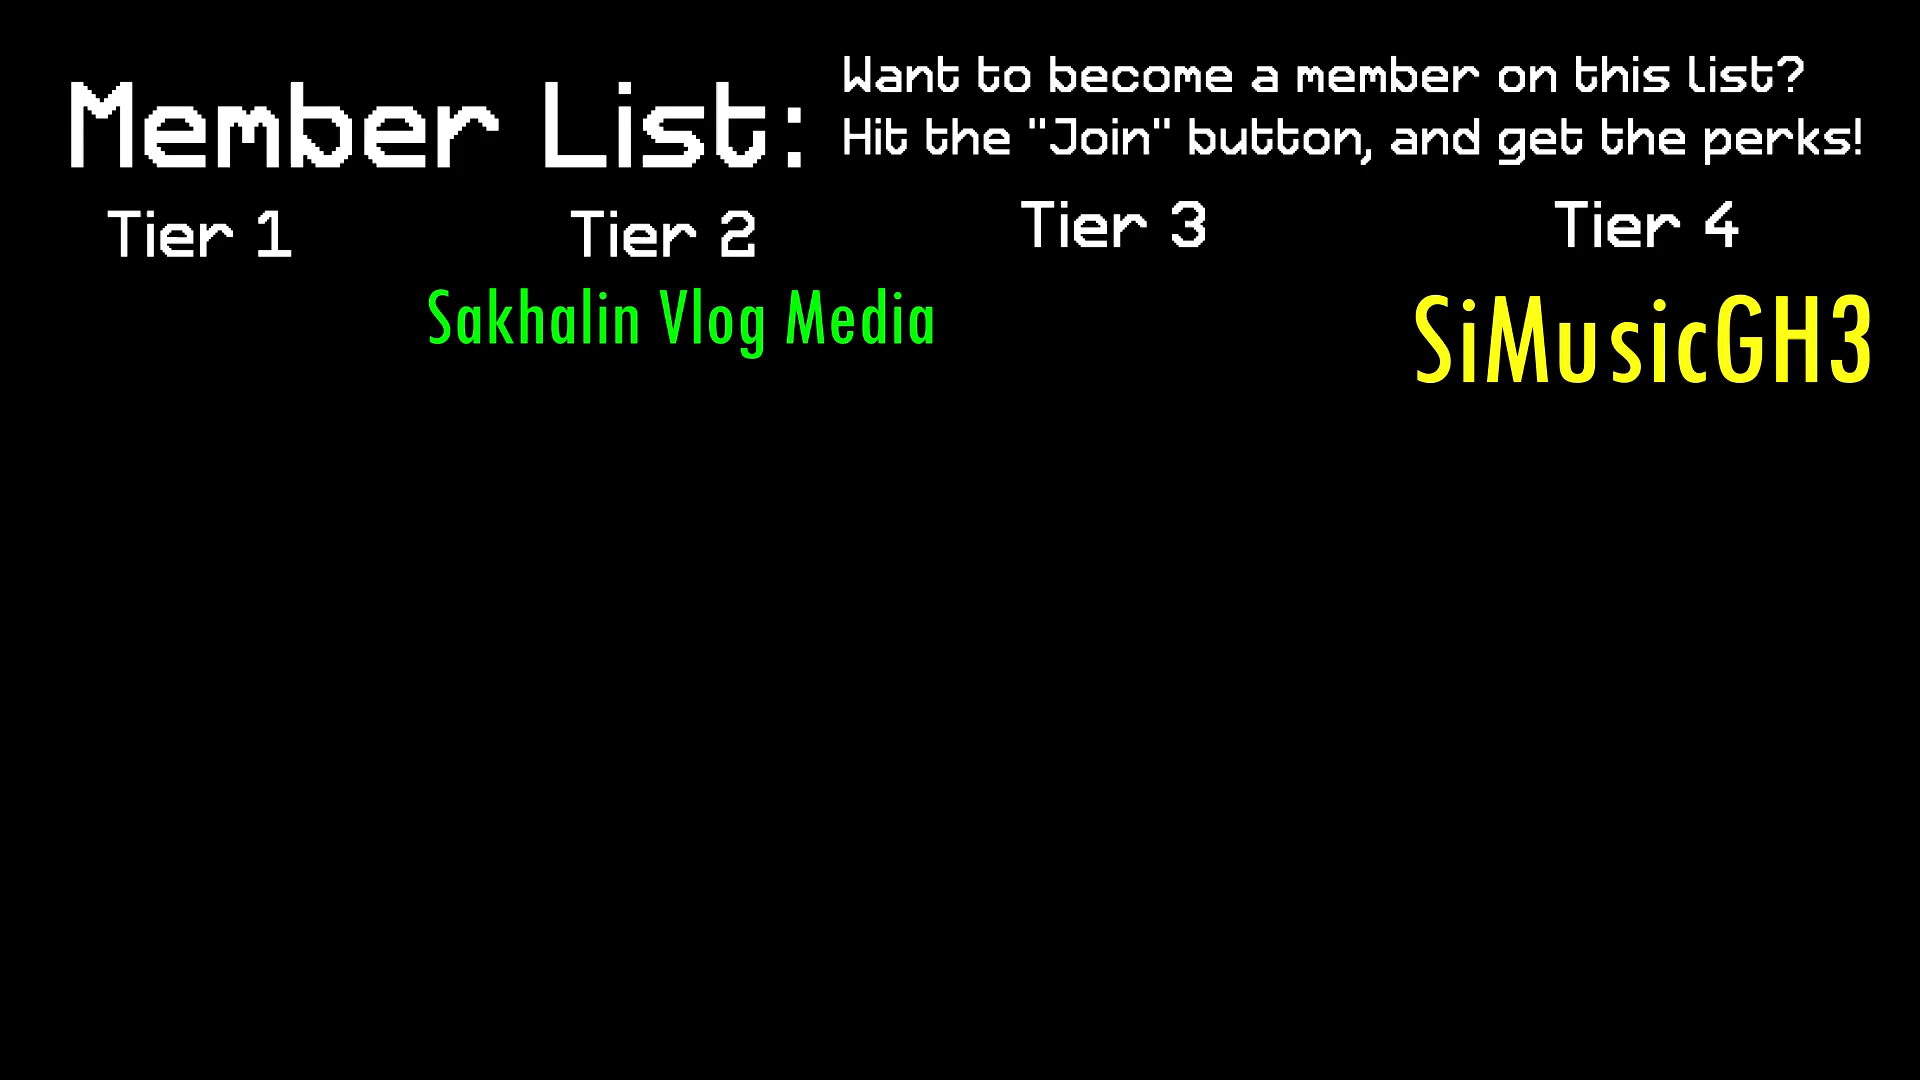 Member List:
Want to become a member on this list?
Hit the "Join" button, and get the perks!
Tier 1
Tier 2
Tier 3
Tier 4
Sakhalin Vlog Media
SiMusicGH3